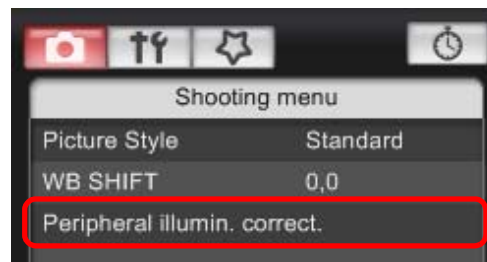 Shooting menu
Picture Style Standard
WB SHIFT 0,0
Peripheral illumin. correct.